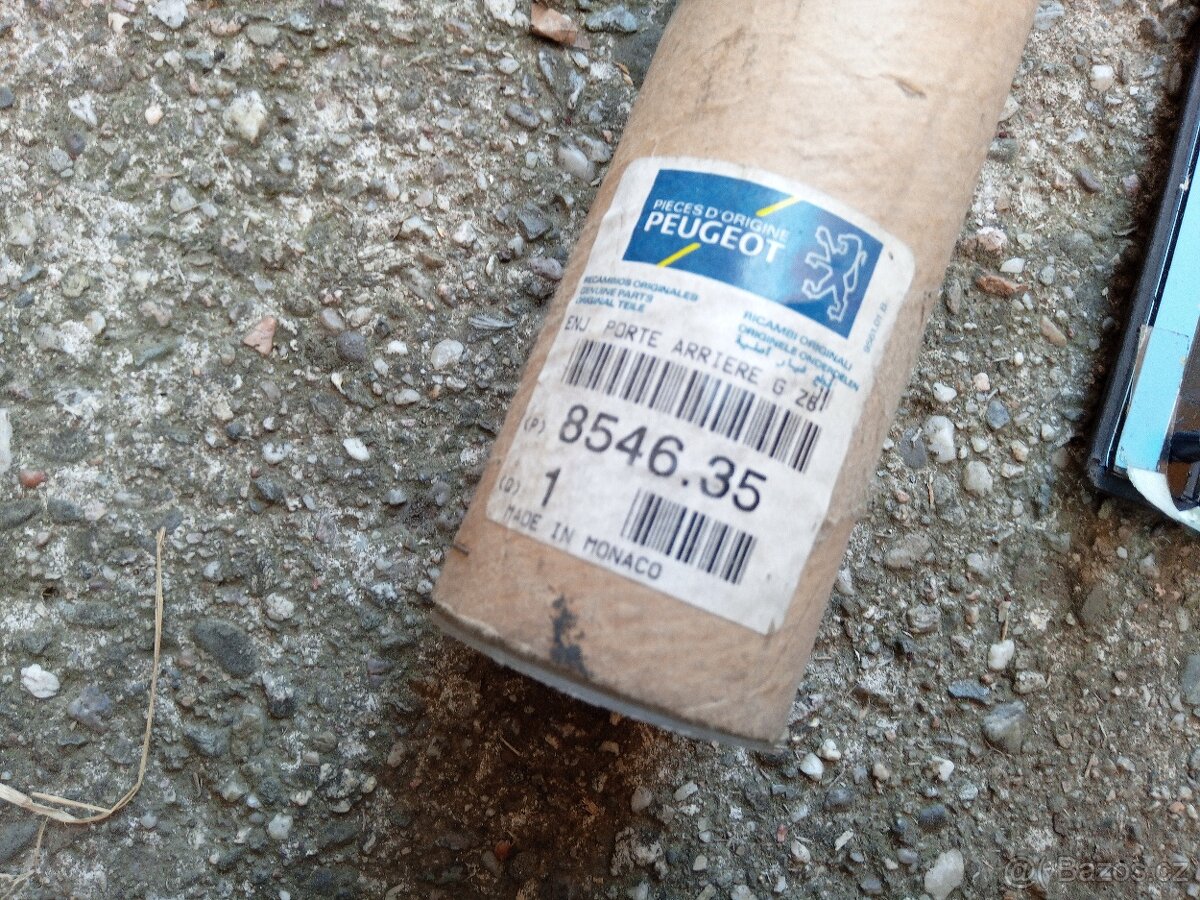 PIECES D'ORIGINE
PEUGEOT
RECAMBIOS ORIGINALES
GENUINE PARTS
ORIGINAL TEILE
RICAMBI ORIGINALI
ORIGINELE ONDERDELEN
ENJ PORTE ARRIERE G ZBI
(P) 8546.35
(Q) 1
MADE IN MONACO
Bazos.cz